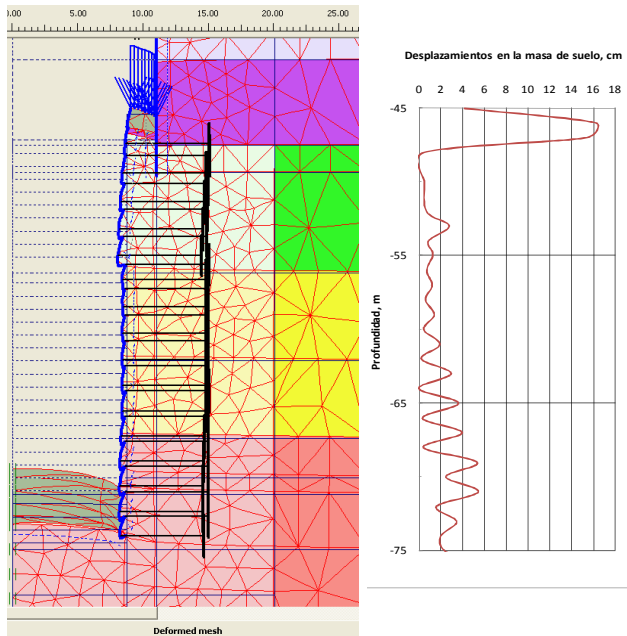 0.00 5.00 10.00 15.00 20.00 25.00
Deformed mesh
Desplazamientos en la masa de suelo, cm
0 2 4 6 8 10 12 14 16 18
-45
-55
-65
-75
Profundidad, m